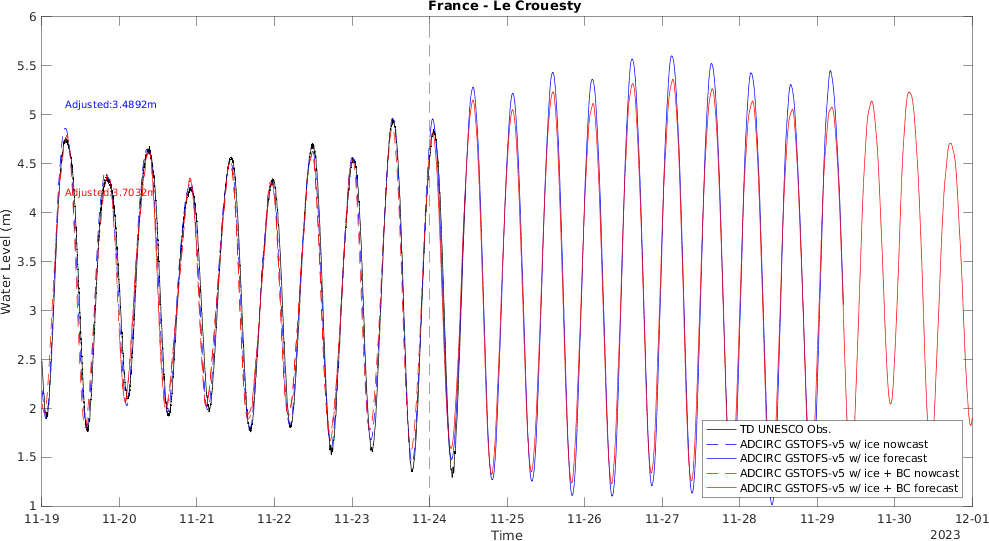 France - Le Crouesty
6
5.5
5
4.5
4
3.5
3
2.5
2
1.5
1
Water Level (m)
Adjusted:3.4892m
Adjusted:3.7032m
TD UNESCO Obs.
ADCIRC GSTOFS-v5 w/ ice nowcast
ADCIRC GSTOFS-v5 w/ ice forecast
ADCIRC GSTOFS-v5 w/ ice + BC nowcast
ADCIRC GSTOFS-v5 w/ ice + BC forecast
11-19 11-20 11-21 11-22 11-23 11-24 11-25 11-26 11-27 11-28 11-29 11-30 12-01
Time
2023